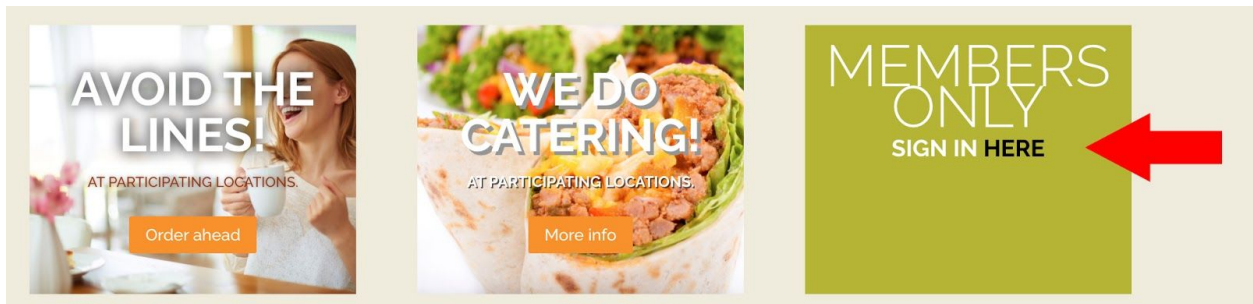 AVOID THE
LINES!
AT PARTICIPATING LOCATIONS.
Order ahead
WE DO
CATERING!
AT PARTICIPATING LOCATIONS.
More info
MEMBERS
ONLY
SIGN IN HERE